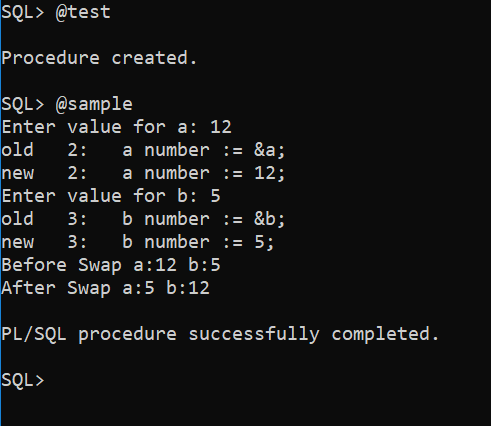 SQL> @test
Procedure created.
SQL> @sample
Enter value for a: 12
old   2:   a number := &a;
new   2:   a number := 12;
Enter value for b: 5
old   3:   b number := &b;
new   3:   b number := 5;
Before Swap a:12 b:5
After Swap a:5 b:12
PL/SQL procedure successfully completed.
SQL>